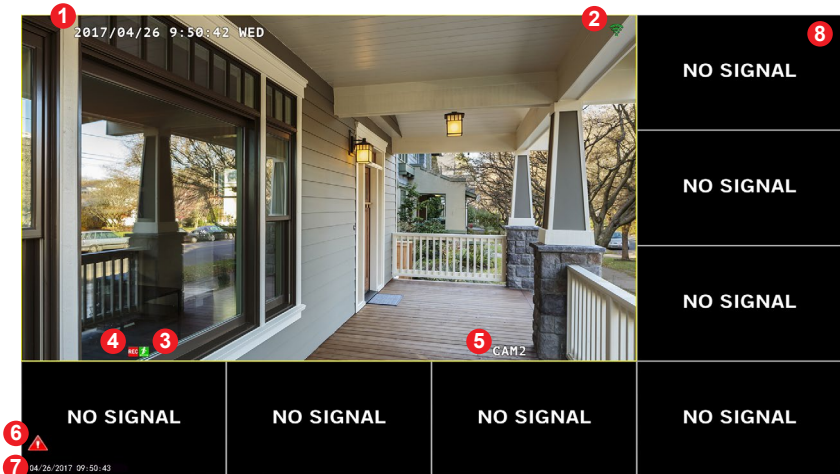 1
2
8
2017/04/26 9:50:42 WED
NO SIGNAL
NO SIGNAL
NO SIGNAL
4
REC
3
5
CAM2
NO SIGNAL
NO SIGNAL
NO SIGNAL
NO SIGNAL
6
7
04/26/2017 09:50:43